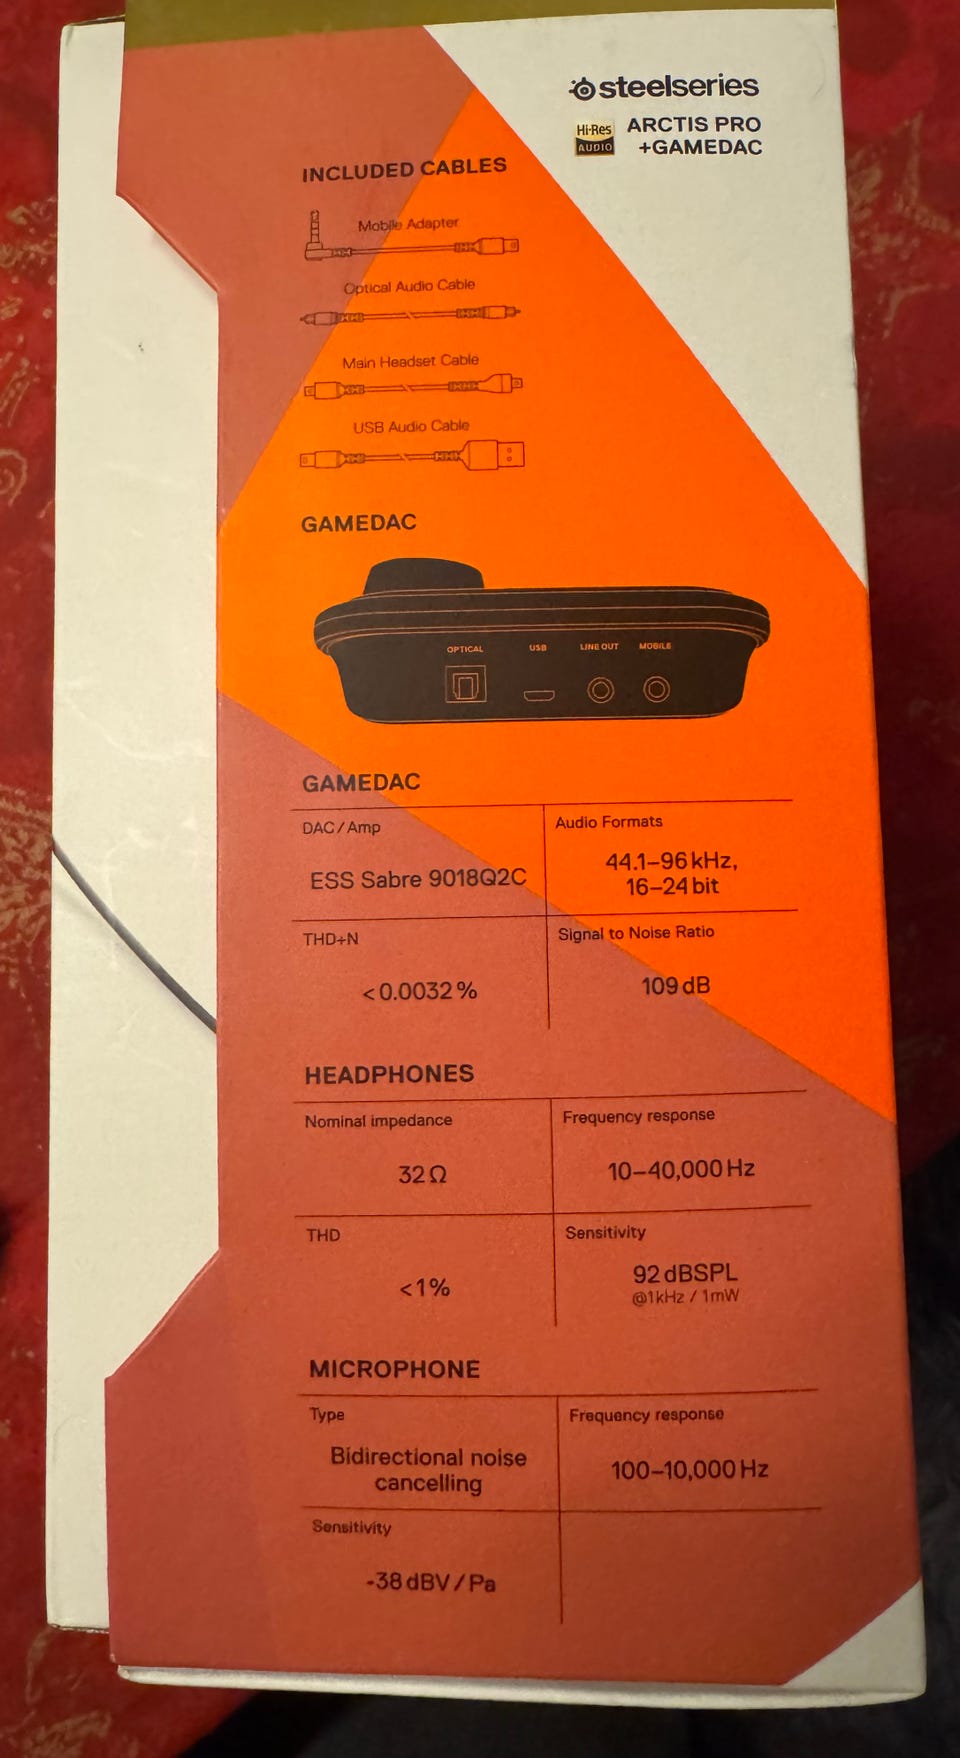 steelseries
Hi-Res
AUDIO
ARCTIS PRO
+GAMEDAC
INCLUDED CABLES
Mobile Adapter
Optical Audio Cable
Main Headset Cable
USB Audio Cable
GAMEDAC
OPTICAL USB LINE OUT MOBILE
GAMEDAC
DAC/Amp
ESS Sabre 9018Q2C
Audio Formats
44.1–96 kHz,
16–24 bit
THD+N
<0.0032 %
Signal to Noise Ratio
109 dB
HEADPHONES
Nominal impedance
32 Ω
Frequency response
10–40,000 Hz
THD
<1%
Sensitivity
92 dBSPL
@1kHz / 1mW
MICROPHONE
Type
Bidirectional noise
cancelling
Frequency response
100–10,000 Hz
Sensitivity
-38 dBV / Pa